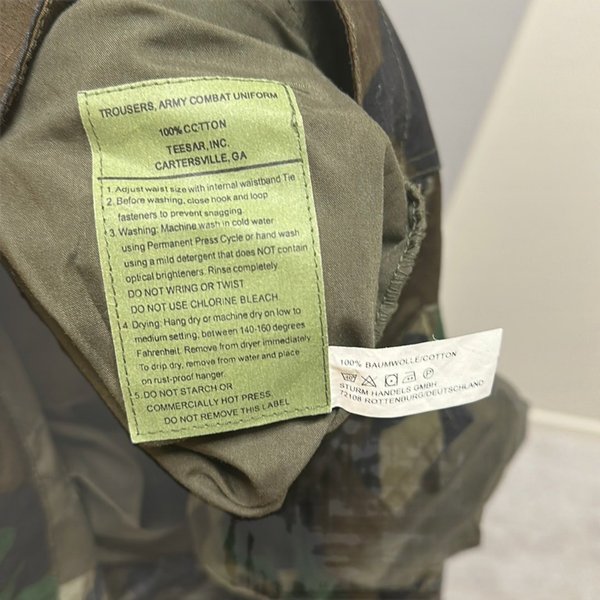 TROUSERS, ARMY COMBAT UNIFORM
100% COTTON
TEESAR, INC.
CARTERSVILLE, GA
1. Adjust waist size with internal waistband Tie.
2. Before washing, close hook and loop
fasteners to prevent snagging.
3. Washing: Machine wash in cold water
using Permanent Press Cycle or hand wash
using a mild detergent that does NOT contain
optical brighteners. Rinse completely.
DO NOT WRING OR TWIST
DO NOT USE CHLORINE BLEACH.
4. Drying: Hang dry or machine dry on low to
medium setting, between 140-160 degrees
Fahrenheit. Remove from dryer immediately
To drip dry, remove from water and place
on rust-proof hanger.
5. DO NOT STARCH OR
COMMERCIALLY HOT PRESS.
DO NOT REMOVE THIS LABEL
100% BAUMWOLLE/COTTON
STURM HANDELS GMBH
72108 ROTTENBURG/DEUTSCHLAND